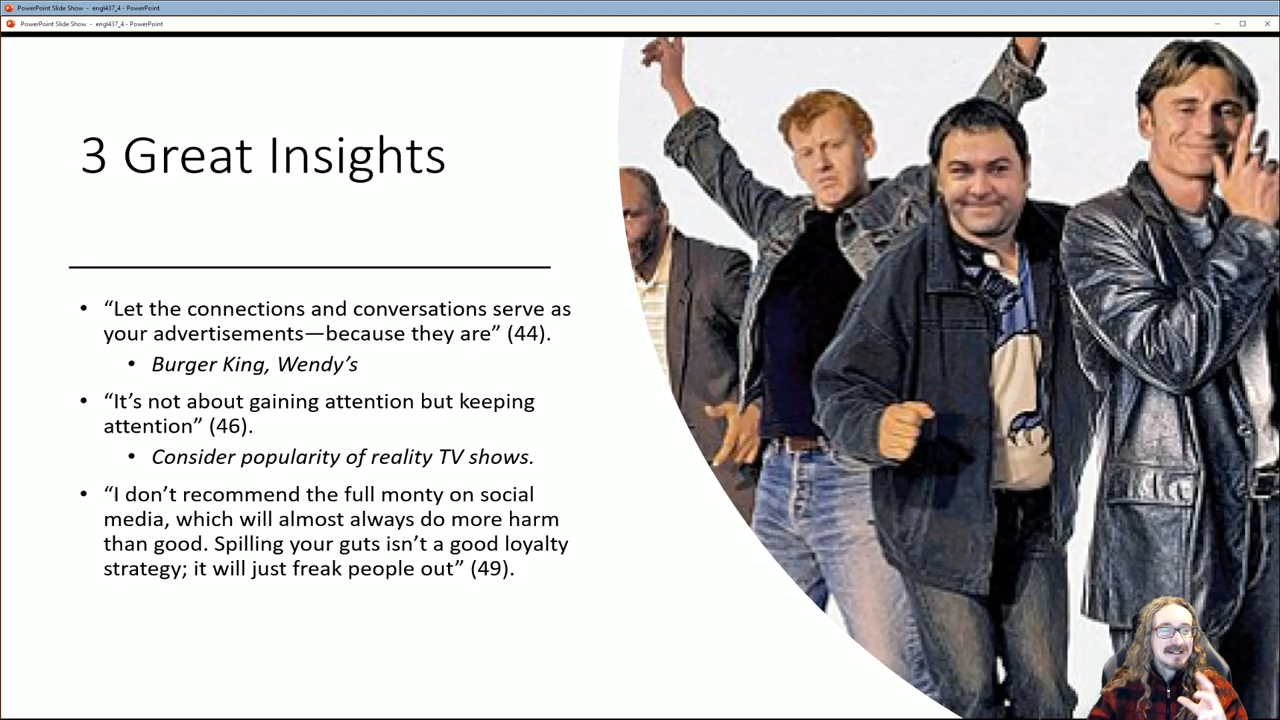 PowerPoint Slide Show - engl437_4 - PowerPoint
PowerPoint Slide Show - engl437_4 - PowerPoint
3 Great Insights
• “Let the connections and conversations serve as
your advertisements—because they are” (44).
• Burger King, Wendy’s
• “It’s not about gaining attention but keeping
attention” (46).
• Consider popularity of reality TV shows.
• “I don’t recommend the full monty on social
media, which will almost always do more harm
than good. Spilling your guts isn’t a good loyalty
strategy; it will just freak people out” (49).